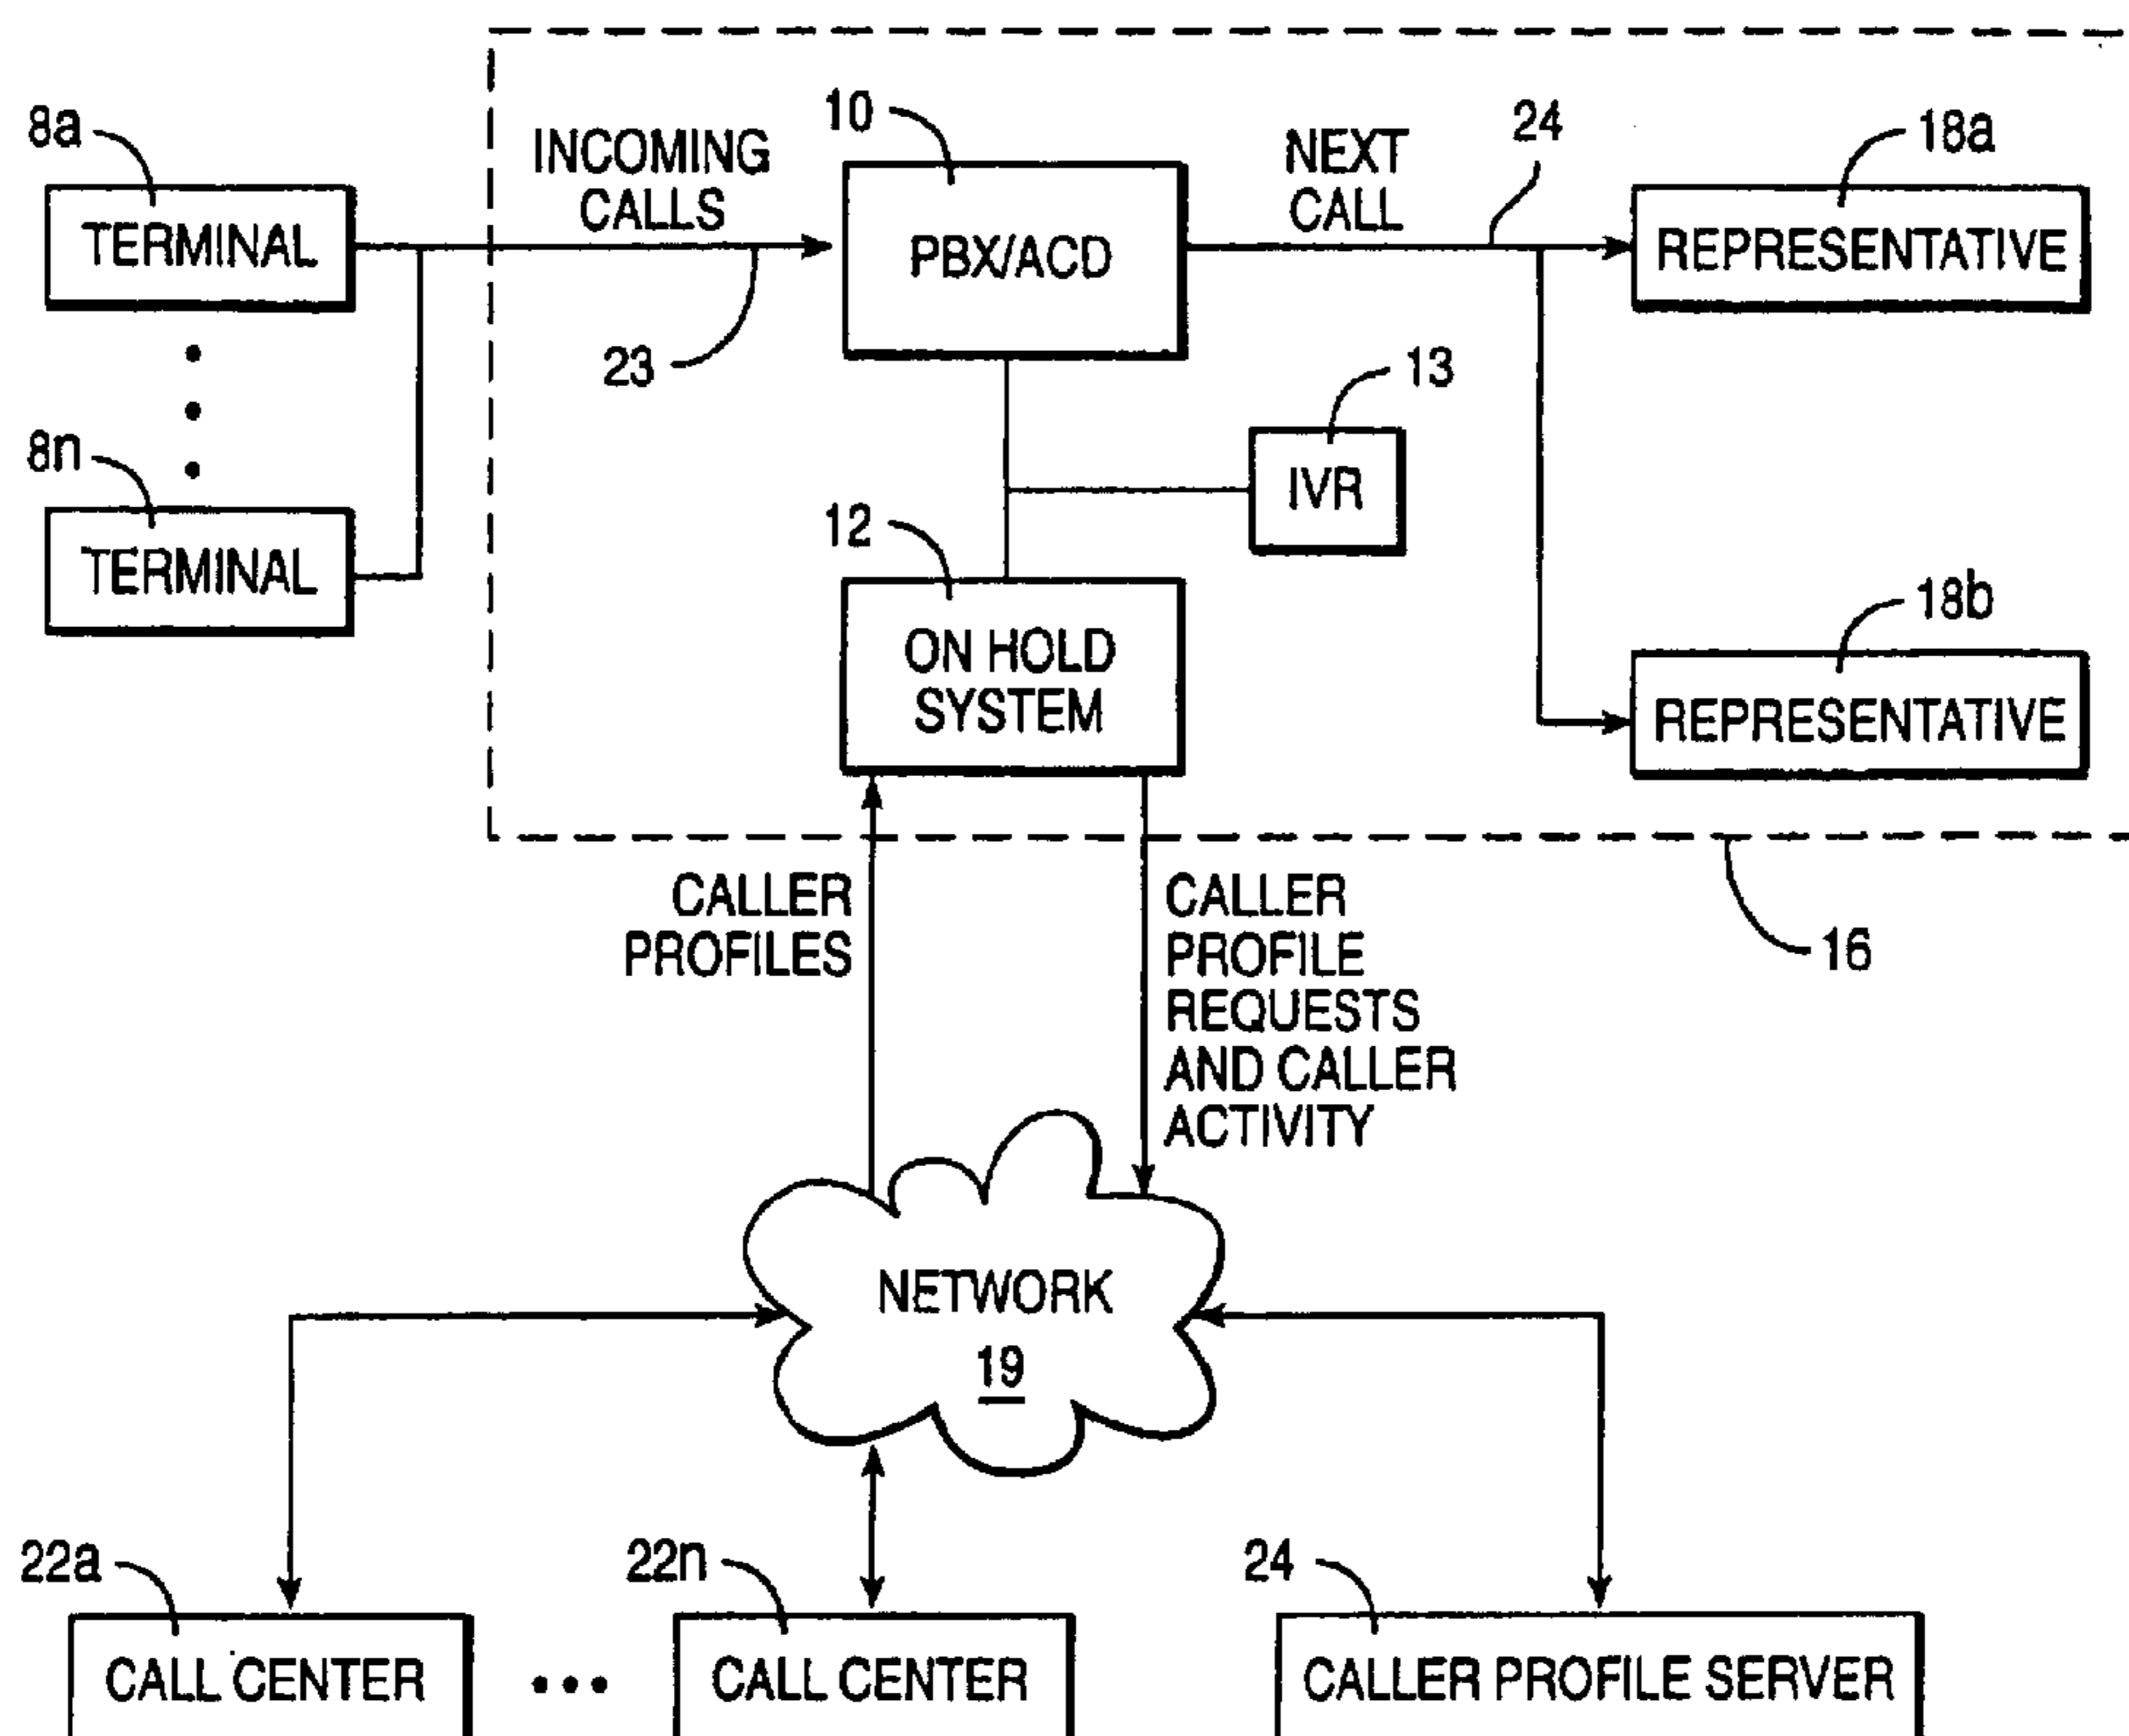 8a
TERMINAL
8n
TERMINAL
INCOMING
CALLS
23
10
PBX/ACD
NEXT
CALL
24
18a
REPRESENTATIVE
13
IVR
12
ON HOLD
SYSTEM
18b
REPRESENTATIVE
16
CALLER
PROFILES
CALLER
PROFILE
REQUESTS
AND CALLER
ACTIVITY
NETWORK
19
22a
CALL CENTER
22n
CALL CENTER
24
CALLER PROFILE SERVER